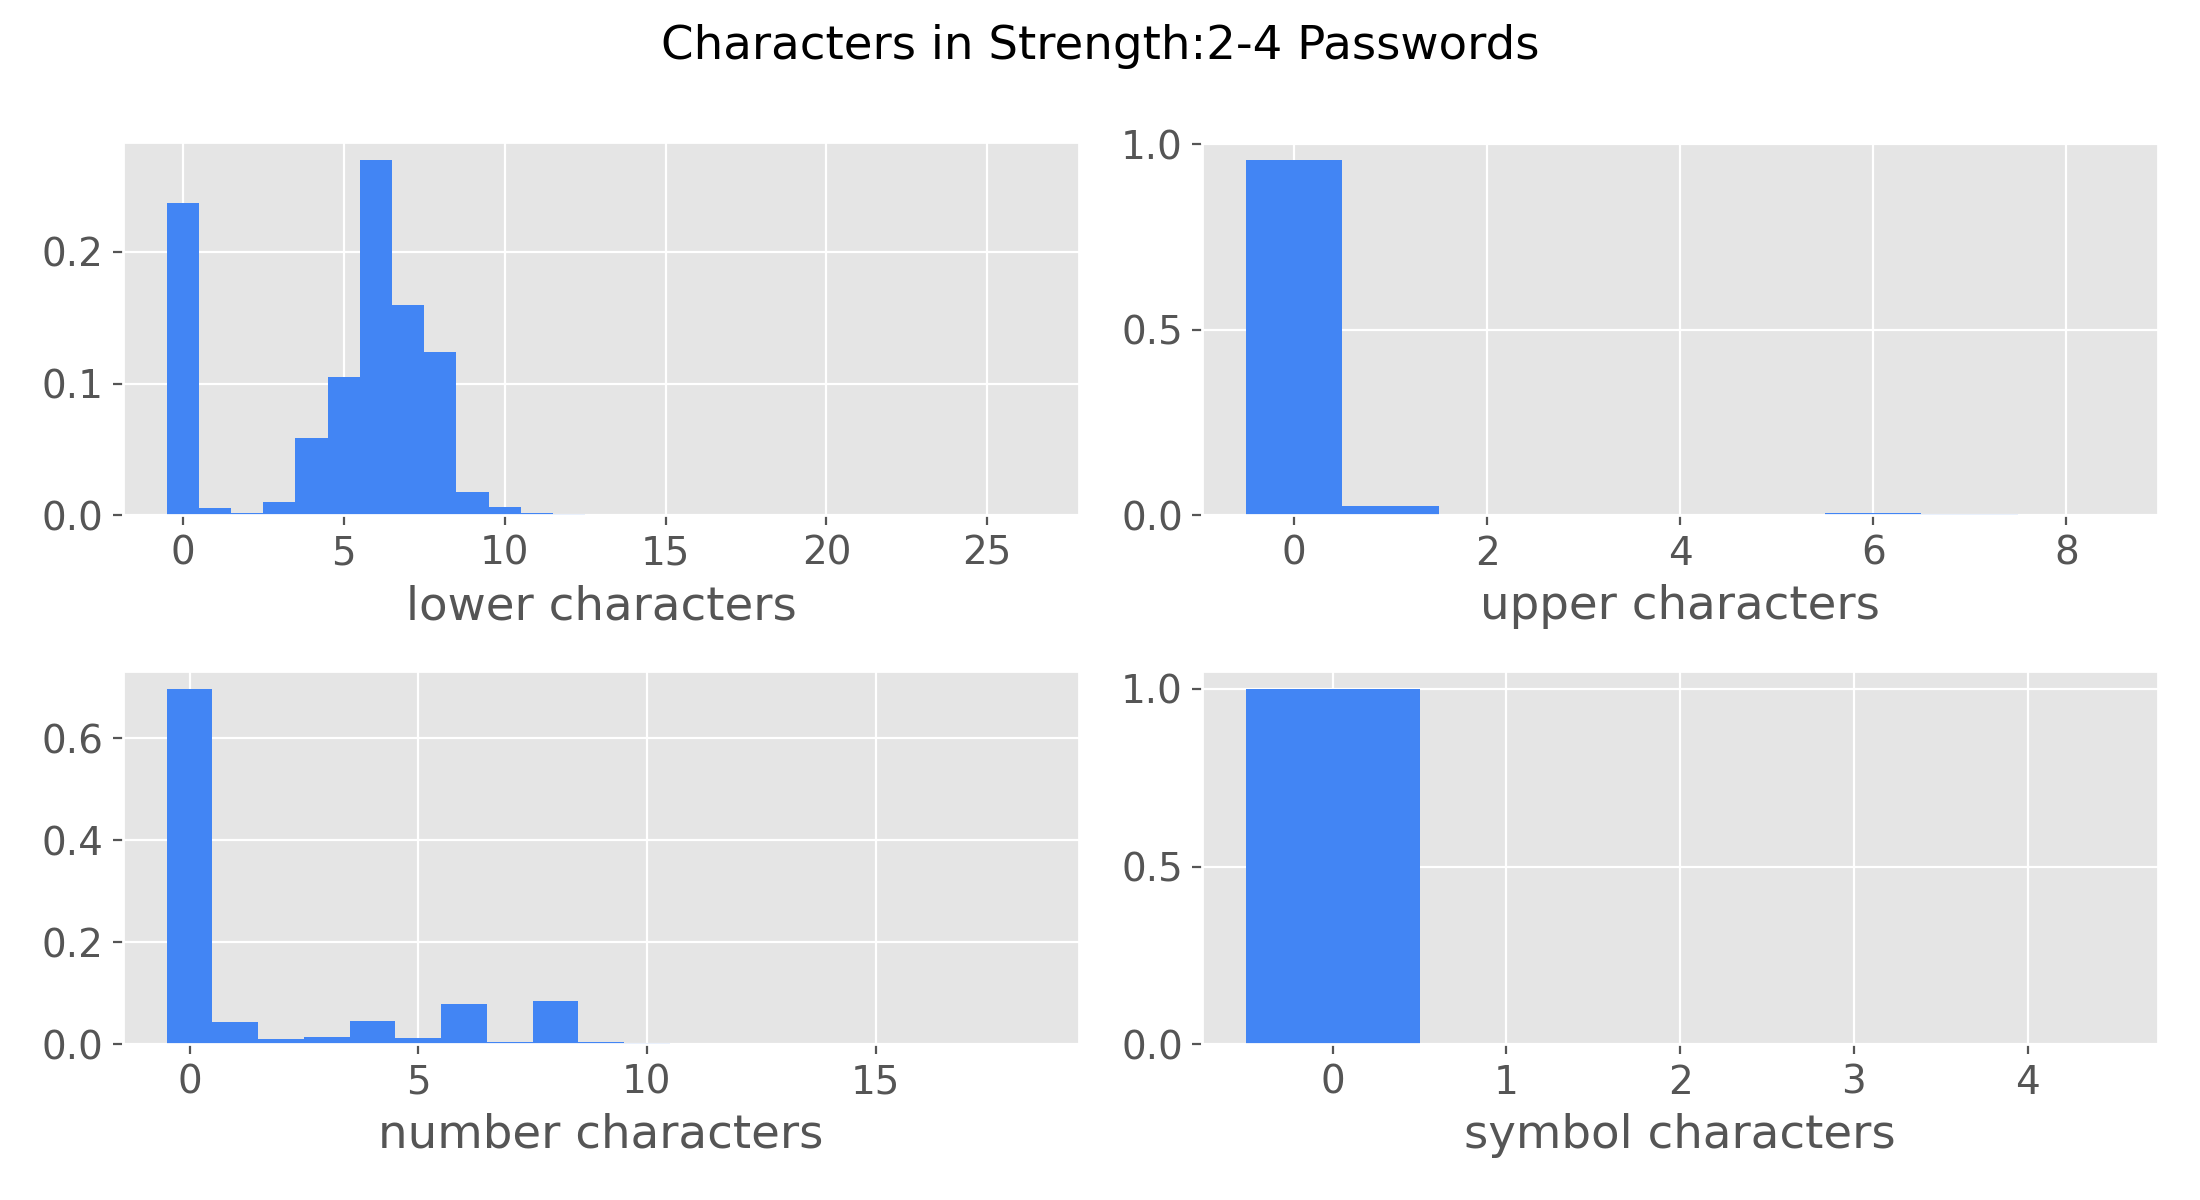 Characters in Strength:2-4 Passwords
0.2
0.1
0.0
0 5 10 15 20 25
lower characters
1.0
0.5
0.0
0 2 4 6 8
upper characters
0.6
0.4
0.2
0.0
0 5 10 15
number characters
1.0
0.5
0.0
0 1 2 3 4
symbol characters